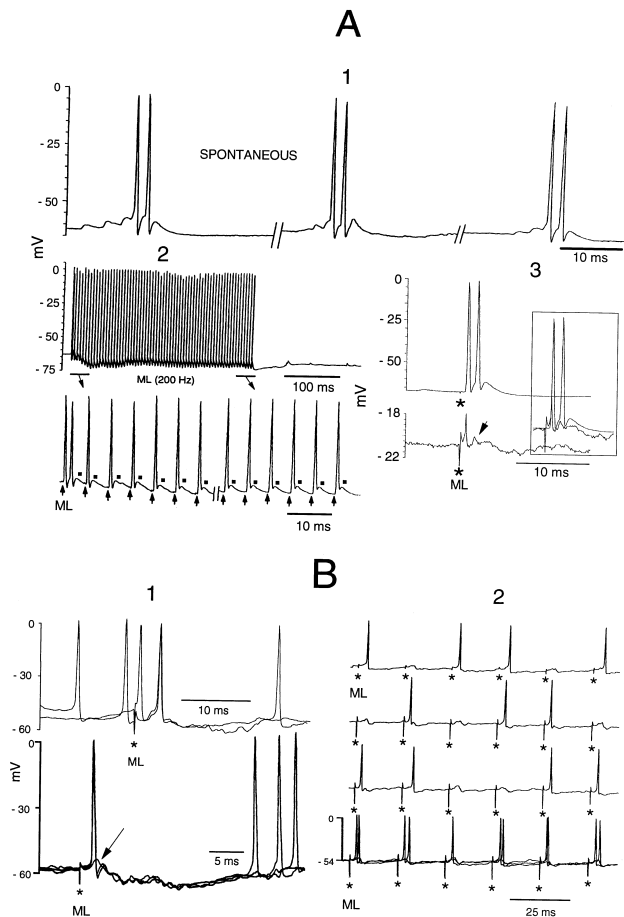 A
1
0
- 25
- 50
mV
SPONTANEOUS
10 ms
2
0
- 25
- 50
- 75
ML (200 Hz)
100 ms
ML
10 ms
3
0
- 25
- 50
mV
- 18
- 22
*
*
ML
10 ms
B
1
0
- 30
- 60
10 ms
*
ML
0
mV
- 30
- 60
5 ms
*
ML
2
* * * * * *
ML
* * * * * *
* * * * * *
0
- 54
* * * * * *
ML
25 ms